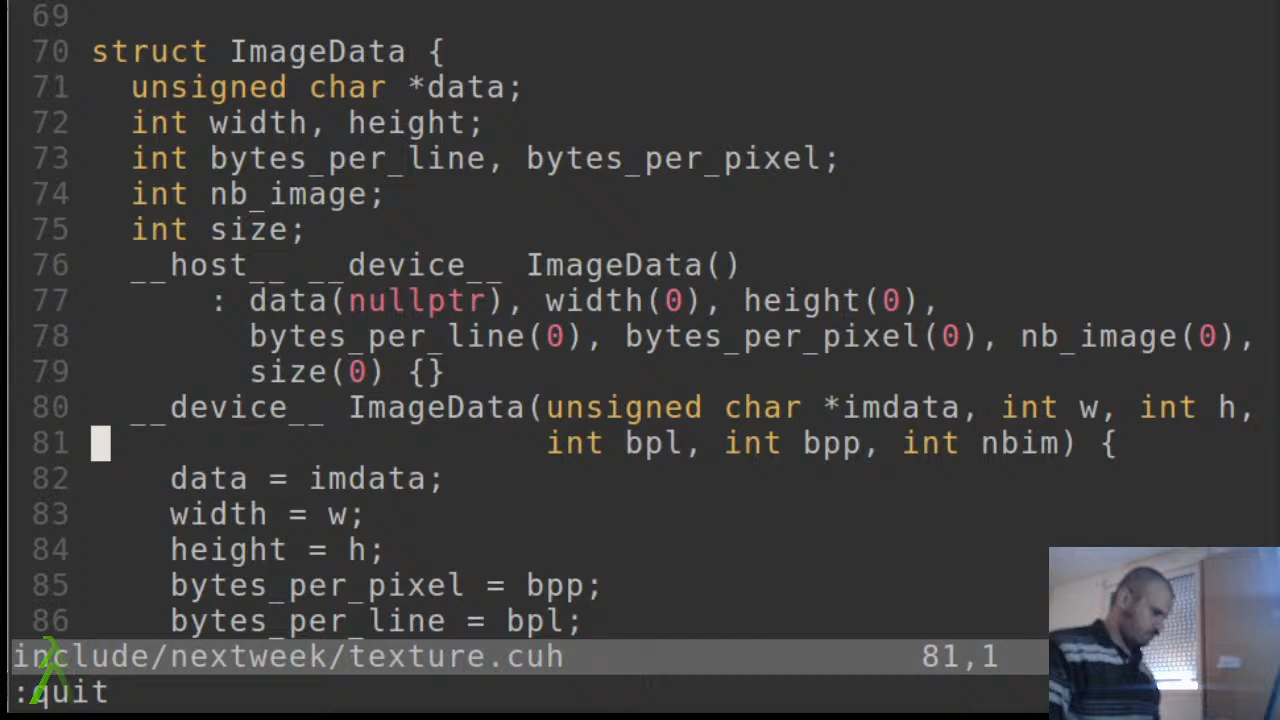 69
70 struct ImageData {
71   unsigned char *data;
72   int width, height;
73   int bytes_per_line, bytes_per_pixel;
74   int nb_image;
75   int size;
76   __host__ __device__ ImageData()
77       : data(nullptr), width(0), height(0),
78         bytes_per_line(0), bytes_per_pixel(0), nb_image(0),
79         size(0) {}
80   __device__ ImageData(unsigned char *imdata, int w, int h,
81                        int bpl, int bpp, int nbim) {
82     data = imdata;
83     width = w;
84     height = h;
85     bytes_per_pixel = bpp;
86     bytes_per_line = bpl;
include/nextweek/texture.cuh 81,1
:quit
λ